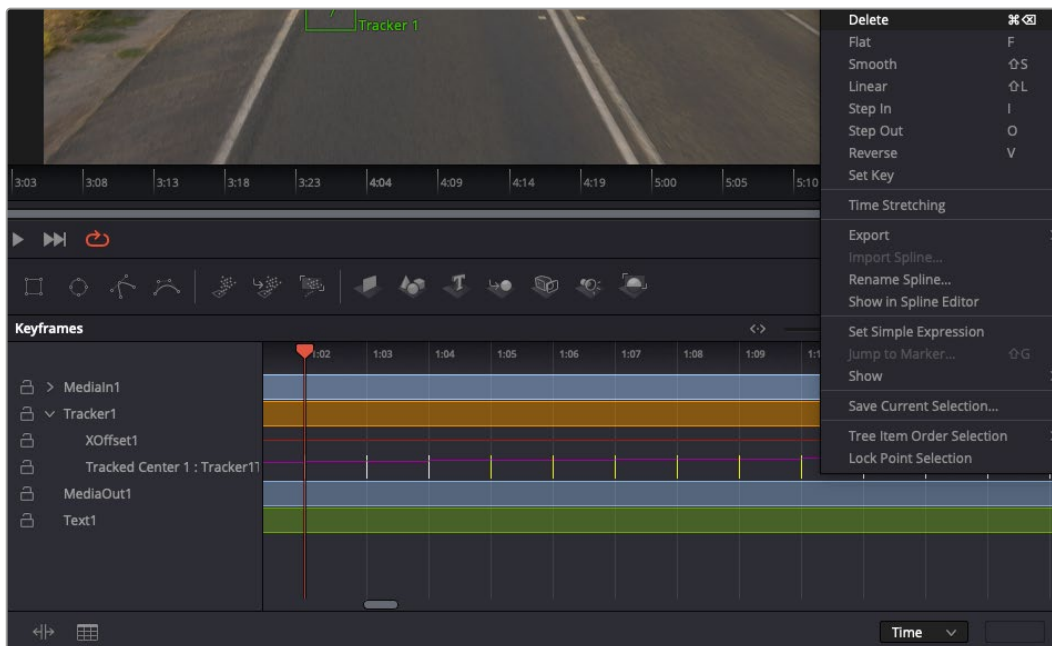 Tracker 1
Delete ⌘⌫
Flat F
Smooth ⇧S
Linear ⇧L
Step In I
Step Out O
Reverse V
Set Key
Time Stretching
Export
Import Spline...
Rename Spline...
Show in Spline Editor
Set Simple Expression
Jump to Marker... ⇧G
Show
Save Current Selection...
Tree Item Order Selection
Lock Point Selection
3:03 3:08 3:13 3:18 3:23 4:04 4:09 4:14 4:19 5:00 5:05 5:10
Keyframes
1:02 1:03 1:04 1:05 1:06 1:07 1:08 1:09
MediaIn1
Tracker1
XOffset1
Tracked Center 1 : Tracker1
MediaOut1
Text1
Time